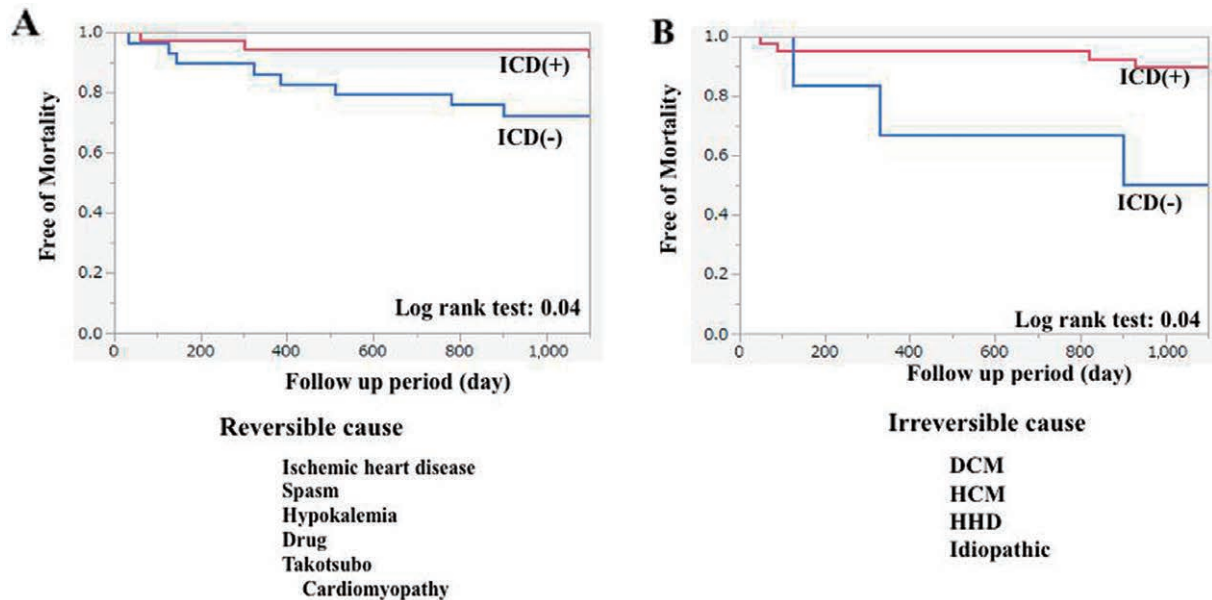 A
1.0
0.8
0.6
0.4
0.2
0.0
Free of Mortality
ICD(+)
ICD(-)
Log rank test: 0.04
0 200 400 600 800 1,000
Follow up period (day)
Reversible cause
Ischemic heart disease
Spasm
Hypokalemia
Drug
Takotsubo
Cardiomyopathy
B
1.0
0.8
0.6
0.4
0.2
0.0
Free of Mortality
ICD(+)
ICD(-)
Log rank test: 0.04
0 200 400 600 800 1,000
Follow up period (day)
Irreversible cause
DCM
HCM
HHD
Idiopathic